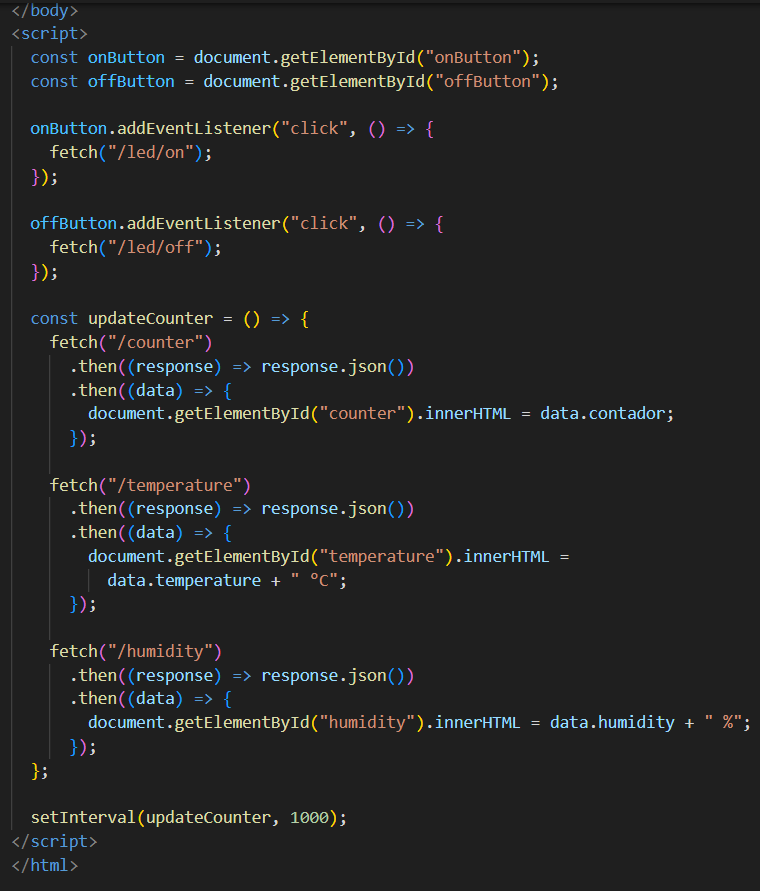 </body>
<script>
  const onButton = document.getElementById("onButton");
  const offButton = document.getElementById("offButton");

  onButton.addEventListener("click", () => {
    fetch("/led/on");
  });

  offButton.addEventListener("click", () => {
    fetch("/led/off");
  });

  const updateCounter = () => {
    fetch("/counter")
      .then((response) => response.json())
      .then((data) => {
        document.getElementById("counter").innerHTML = data.contador;
      });

    fetch("/temperature")
      .then((response) => response.json())
      .then((data) => {
        document.getElementById("temperature").innerHTML =
          data.temperature + " °C";
      });

    fetch("/humidity")
      .then((response) => response.json())
      .then((data) => {
        document.getElementById("humidity").innerHTML = data.humidity + " %";
      });
  };

  setInterval(updateCounter, 1000);
</script>
</html>